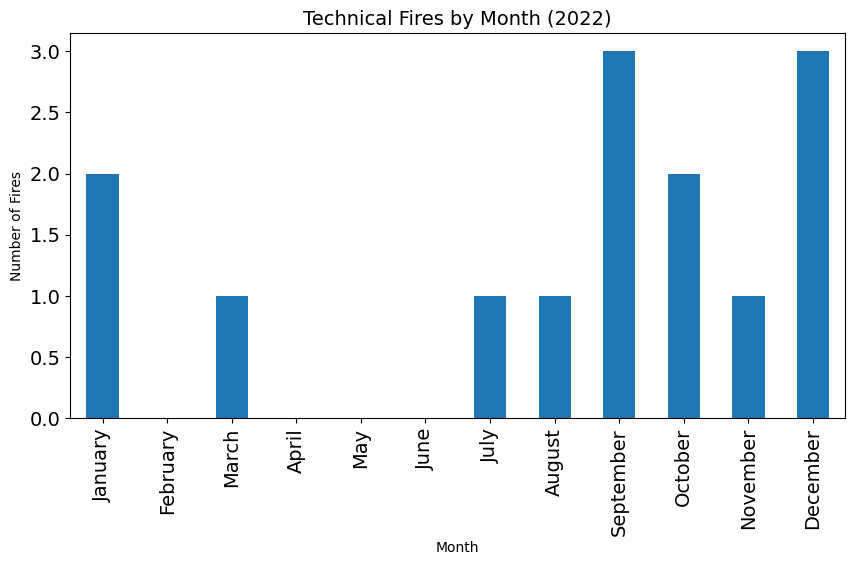 Technical Fires by Month (2022)
Number of Fires
3.0
2.5
2.0
1.5
1.0
0.5
0.0
January
February
March
April
May
June
July
August
September
October
November
December
Month